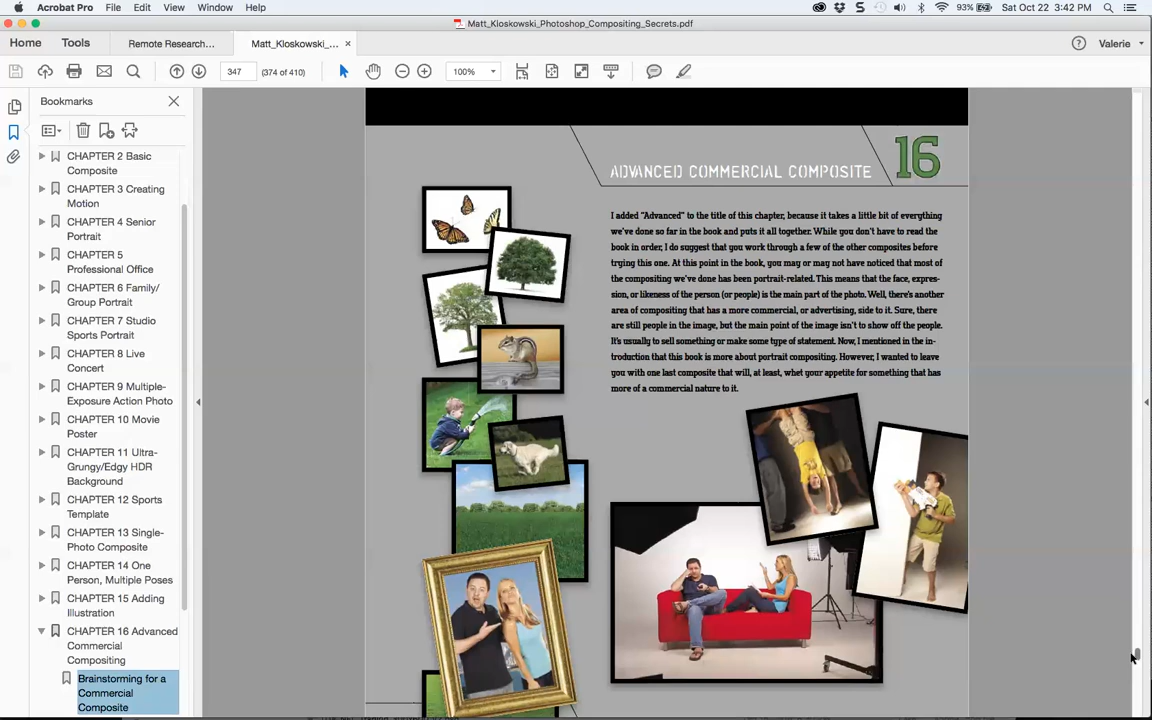 Acrobat Pro File Edit View Window Help 93% Sat Oct 22 3:42 PM
Matt_Kloskowski_Photoshop_Compositing_Secrets.pdf
Home Tools Remote Research... Matt_Kloskowski_... × ? Valerie
347 (374 of 410) 100%
Bookmarks
CHAPTER 2 Basic
Composite
CHAPTER 3 Creating
Motion
CHAPTER 4 Senior
Portrait
CHAPTER 5
Professional Office
CHAPTER 6 Family/
Group Portrait
CHAPTER 7 Studio
Sports Portrait
CHAPTER 8 Live
Concert
CHAPTER 9 Multiple-
Exposure Action Photo
CHAPTER 10 Movie
Poster
CHAPTER 11 Ultra-
Grungy/Edgy HDR
Background
CHAPTER 12 Sports
Template
CHAPTER 13 Single-
Photo Composite
CHAPTER 14 One
Person, Multiple Poses
CHAPTER 15 Adding
Illustration
CHAPTER 16 Advanced
Commercial
Compositing
Brainstorming for a
Commercial
Composite
ADVANCED COMMERCIAL COMPOSITE 16
I added "Advanced" to the title of this chapter, because it takes a little bit of everything
we've done so far in the book and puts it all together. While you don't have to read the
book in order, I do suggest that you work through a few of the other composites before
trying this one. At this point in the book, you may or may not have noticed that most of
the compositing we've done has been portrait-related. This means that the face, expres-
sion, or likeness of the person (or people) is the main part of the photo. Well, there's another
area of compositing that has a more commercial, or advertising, side to it. Sure, there
are still people in the image, but the main point of the image isn't to show off the people.
It's usually to sell something or make some type of statement. Now, I mentioned in the in-
troduction that this book is more about portrait compositing. However, I wanted to leave
you with one last composite that will, at least, whet your appetite for something that has
more of a commercial nature to it.